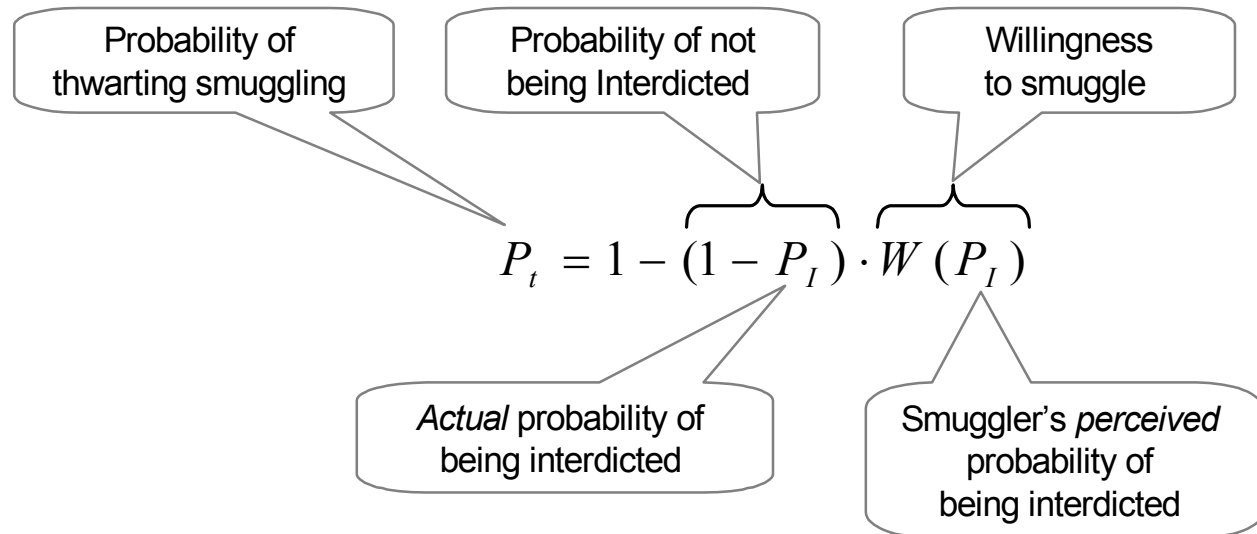 Probability of
thwarting smuggling
Probability of not
being Interdicted
Willingness
to smuggle
P_t = 1 − (1 − P_I) · W (P_I)
Actual probability of
being interdicted
Smuggler’s perceived
probability of
being interdicted